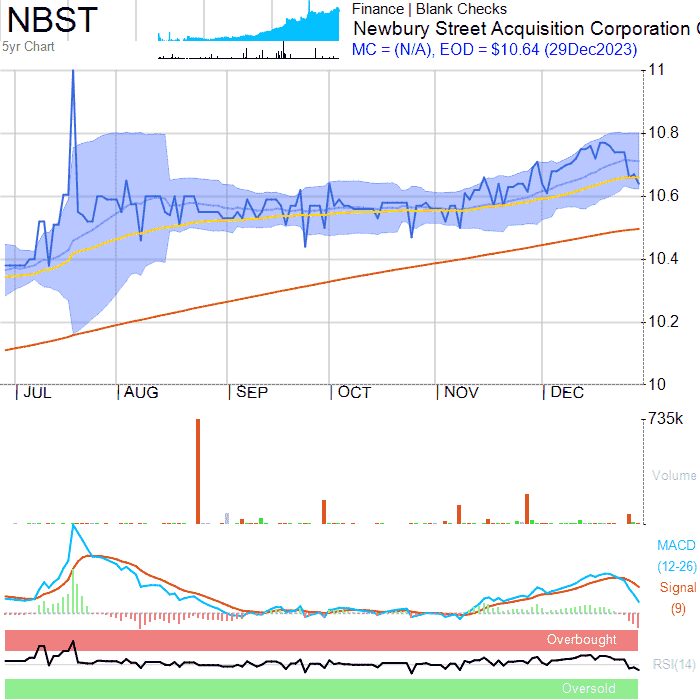 NBST
5yr Chart
Finance | Blank Checks
Newbury Street Acquisition Corporation
MC = (N/A), EOD = $10.64 (29Dec2023)
11
10.8
10.6
10.4
10.2
10
JUL AUG SEP OCT NOV DEC
735k
Volume
MACD
(12-26)
Signal
(9)
Overbought
RSI(14)
Oversold